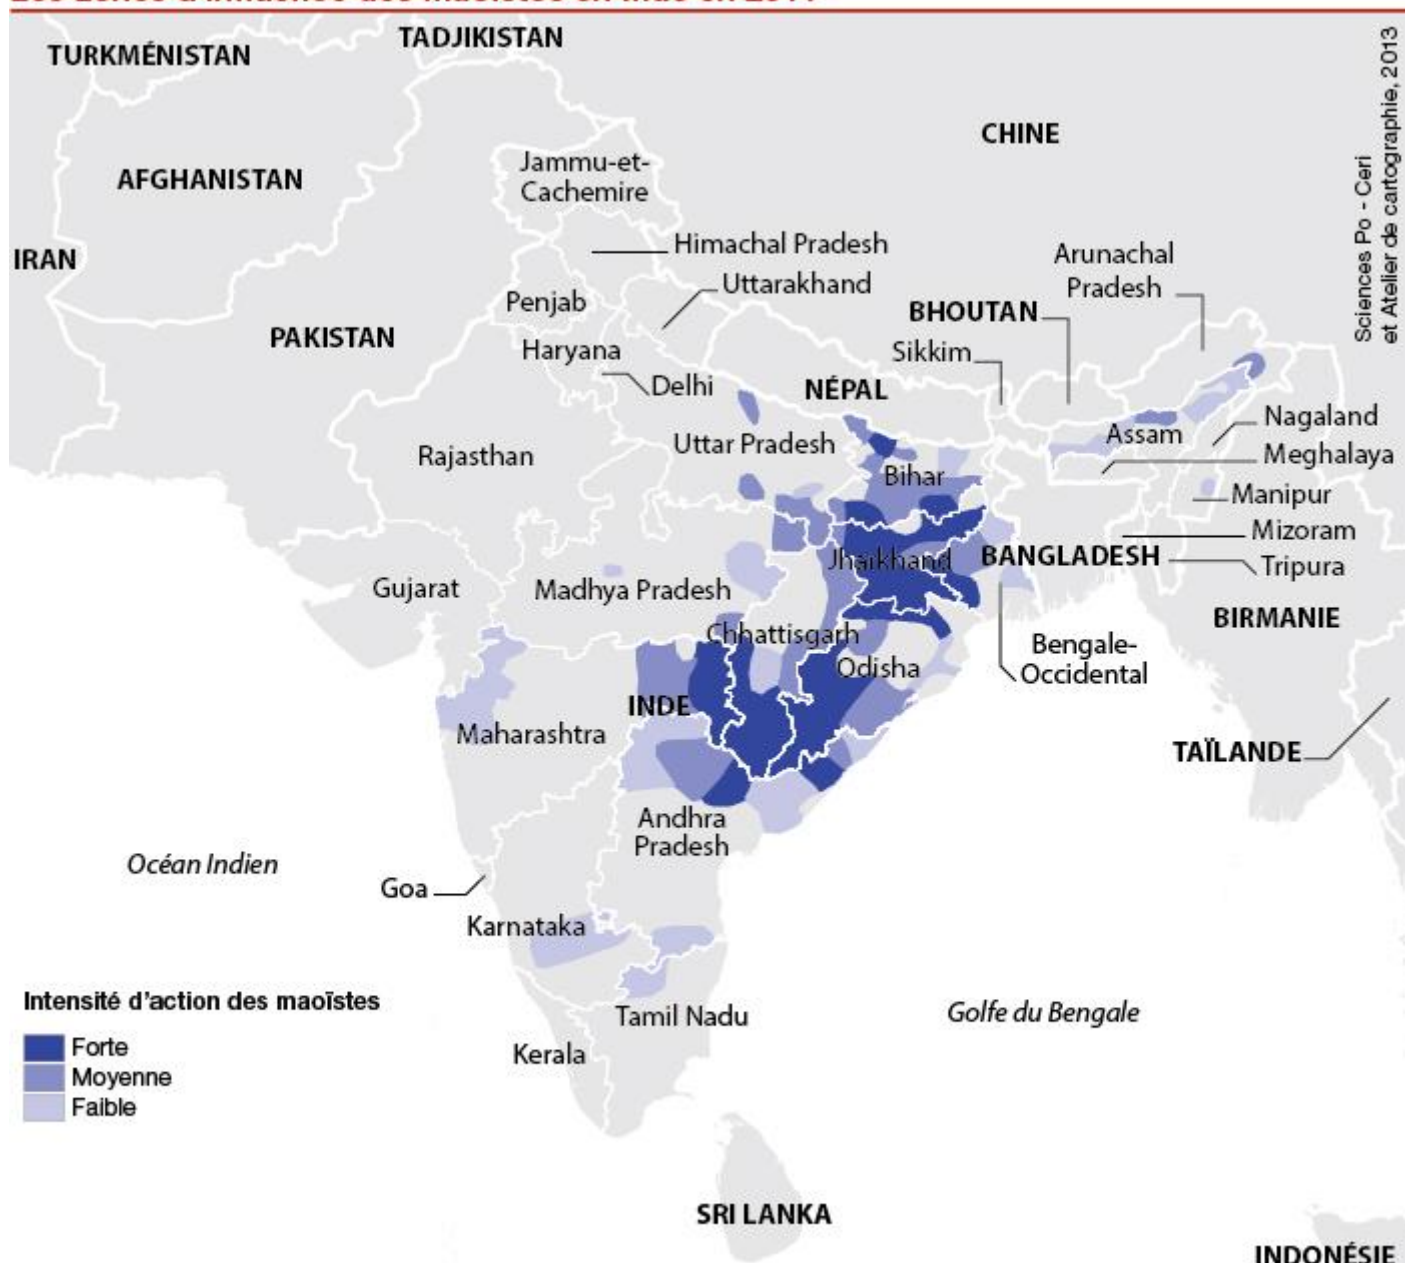 TURKMÉNISTAN
TADJIKISTAN
CHINE
AFGHANISTAN
Jammu-et-
Cachemire
IRAN
Himachal Pradesh
Uttarakhand
Arunachal
Pradesh
Penjab
BHOUTAN
PAKISTAN
Haryana
Sikkim
Delhi
NÉPAL
Nagaland
Assam
Uttar Pradesh
Rajasthan
Meghalaya
Bihar
Manipur
Mizoram
Jharkhand
BANGLADESH
Tripura
Gujarat
Madhya Pradesh
BIRMANIE
Chhattisgarh
Bengale-
Occidental
Odisha
INDE
Maharashtra
TAÏLANDE
Andhra
Pradesh
Océan Indien
Goa
Karnataka
Golfe du Bengale
Tamil Nadu
Kerala
SRI LANKA
INDONÉSIE
Intensité d'action des maoïstes
Forte
Moyenne
Faible
Sciences Po - Ceri
et Atelier de cartographie, 2013